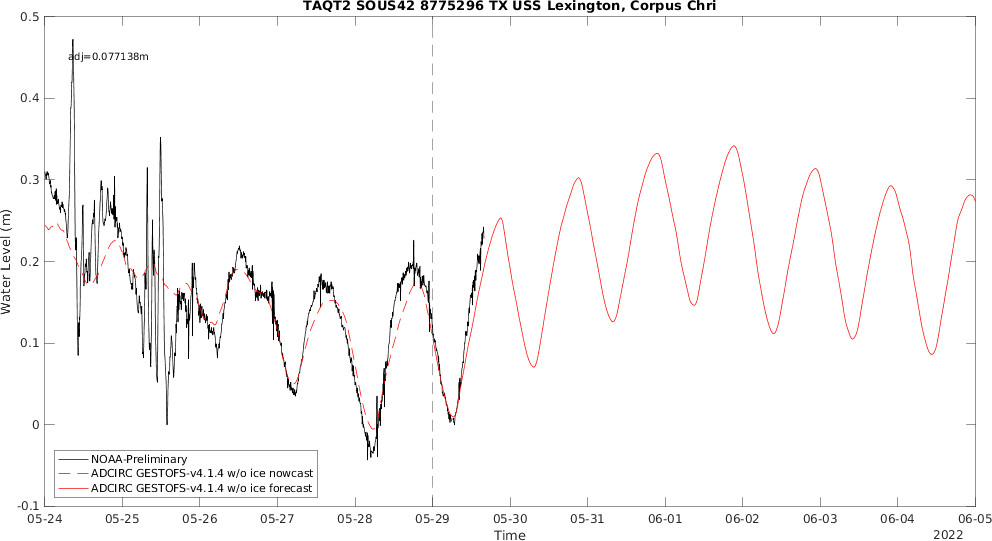 TAQT2 SOUS42 8775296 TX USS Lexington, Corpus Chri
adj=0.077138m
0.5
0.4
0.3
0.2
0.1
0
-0.1
Water Level (m)
NOAA-Preliminary
ADCIRC GESTOFS-v4.1.4 w/o ice nowcast
ADCIRC GESTOFS-v4.1.4 w/o ice forecast
05-24 05-25 05-26 05-27 05-28 05-29 05-30 05-31 06-01 06-02 06-03 06-04 06-05
Time
2022